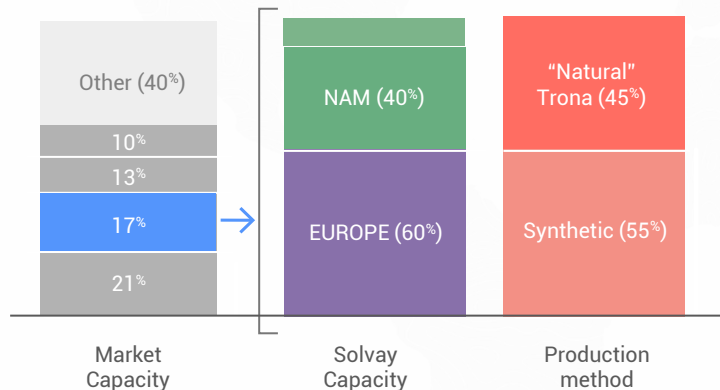 Other (40%)
10%
13%
17%
21%
NAM (40%)
EUROPE (60%)
“Natural”
Trona (45%)
Synthetic (55%)
Market
Capacity
Solvay
Capacity
Production
method